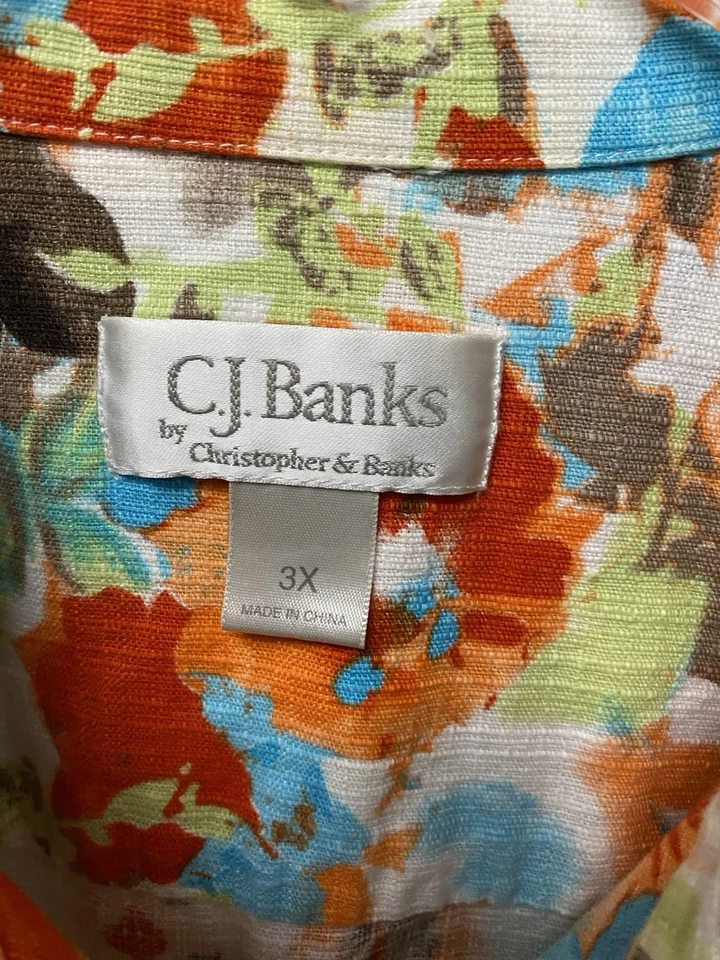 C.J. Banks
by Christopher & Banks
3X
MADE IN CHINA